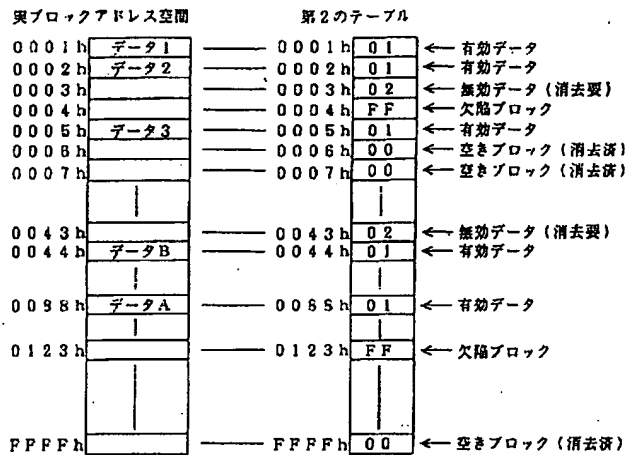 実ブロックアドレス空間 第2のテーブル
0001h データ1 0001h 01 ← 有効データ
0002h データ2 0002h 01 ← 有効データ
0003h 0003h 02 ← 無効データ(消去要)
0004h 0004h FF ← 欠陥ブロック
0005h データ3 0005h 01 ← 有効データ
0006h 0006h 00 ← 空きブロック(消去済)
0007h 0007h 00 ← 空きブロック(消去済)
0043h 0043h 02 ← 無効データ(消去要)
0044h データB 0044h 01 ← 有効データ
0098h データA 01 ← 有効データ
0123h 0123h FF ← 欠陥ブロック
FFFFh FFFFh 00 ← 空きブロック(消去済)